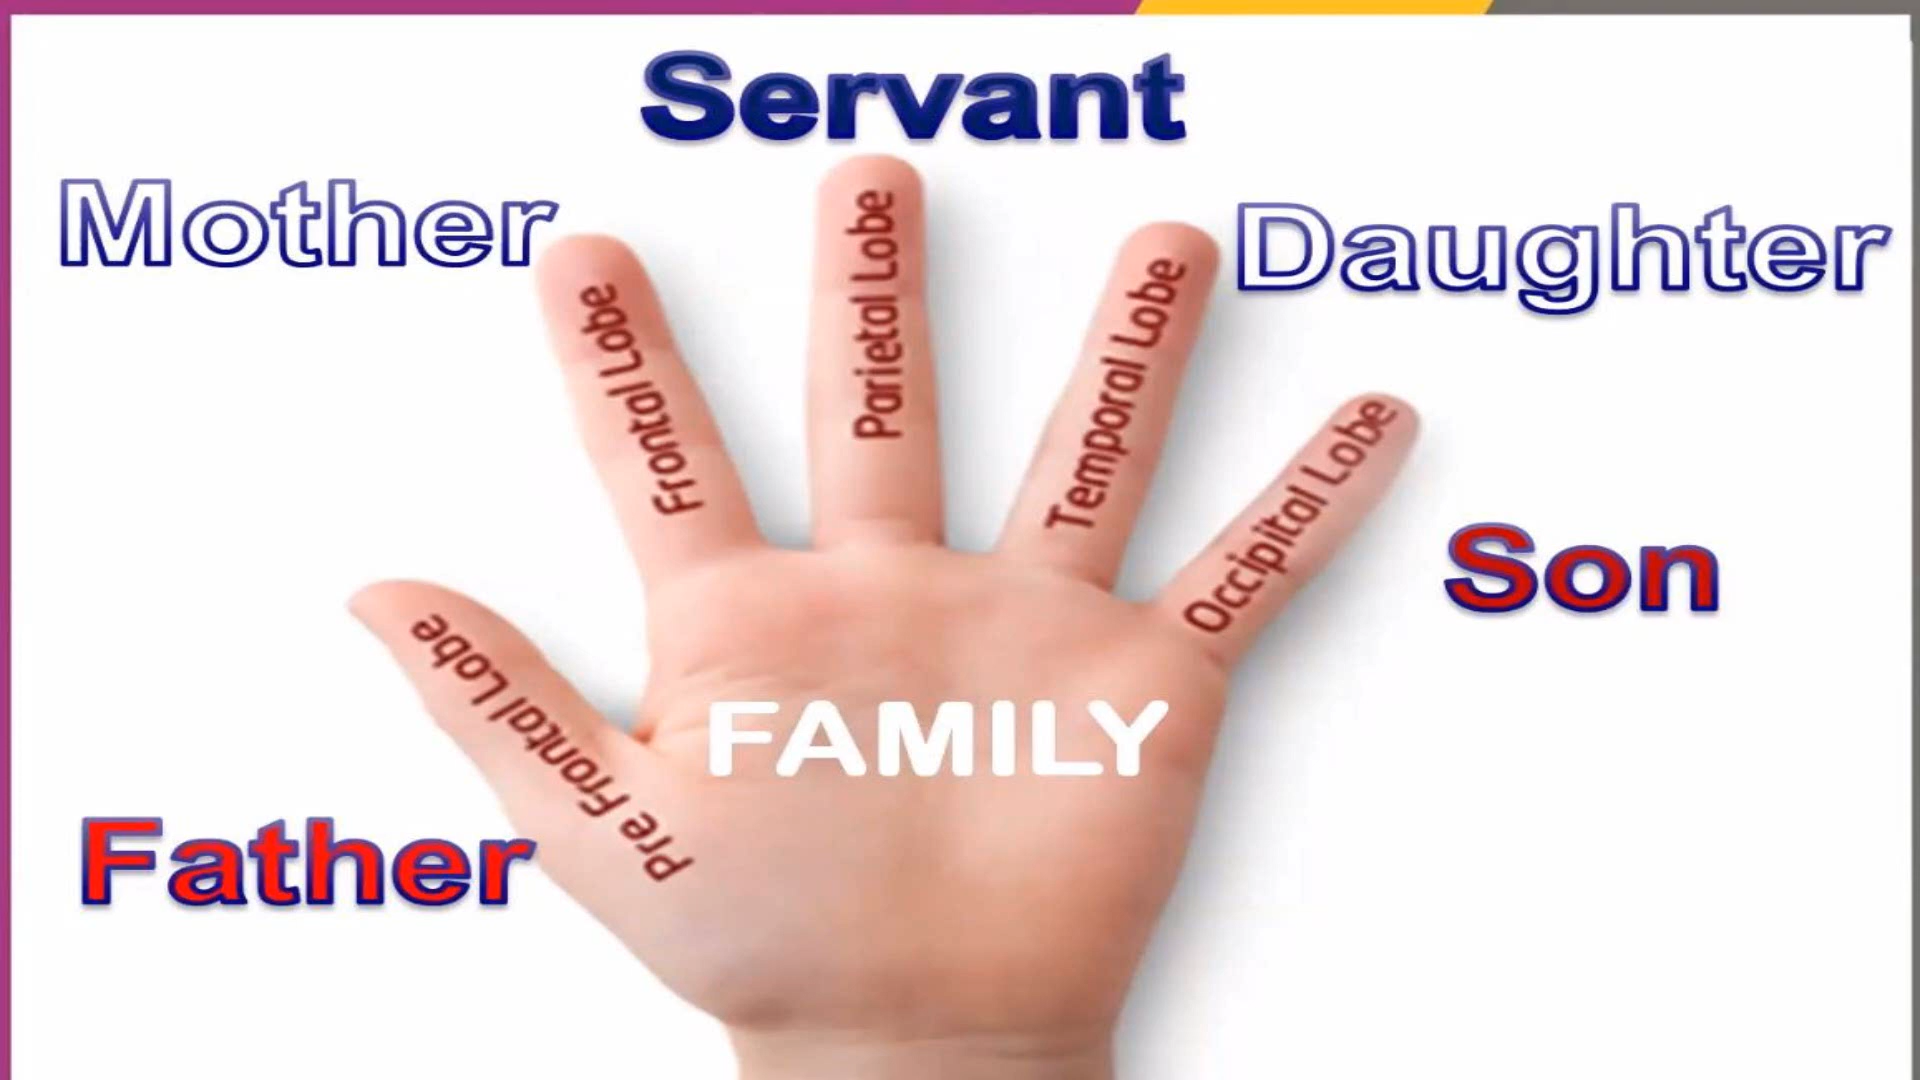 Servant
Mother
Daughter
Frontal Lobe
Parietal Lobe
Temporal Lobe
Occipital Lobe
Son
Pre Frontal Lobe
FAMILY
Father